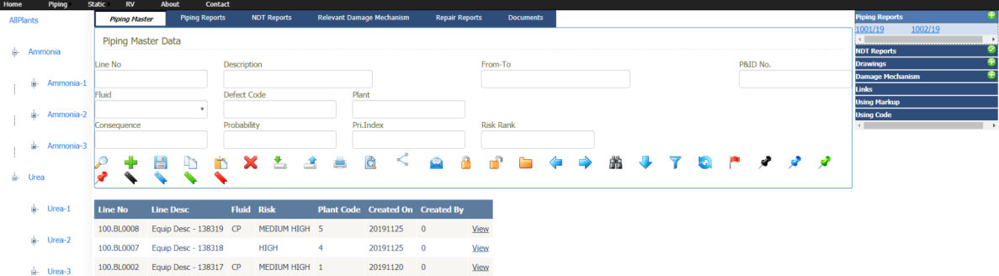 Home Piping Static RV About Contact
AllPlants
Ammonia
Ammonia-1
Ammonia-2
Ammonia-3
Urea
Urea-1
Urea-2
Urea-3
Piping Master Piping Reports NDT Reports Relevant Damage Mechanism Repair Reports Documents
Piping Master Data
Line No Description From-To P&ID No.
Fluid Defect Code Plant
Consequence Probability Pri.Index Risk Rank
Line No Line Desc Fluid Risk Plant Code Created On Created By
100.BL0008 Equip Desc - 138319 CP MEDIUM HIGH 5 20191125 0 View
100.BL0007 Equip Desc - 138318 HIGH 4 20191125 0 View
100.BL0002 Equip Desc - 138317 CP MEDIUM HIGH 1 20191120 0 View
Piping Reports
1001/19 1002/19
NDT Reports
Drawings
Damage Mechanism
Links
Using Markup
Using Code